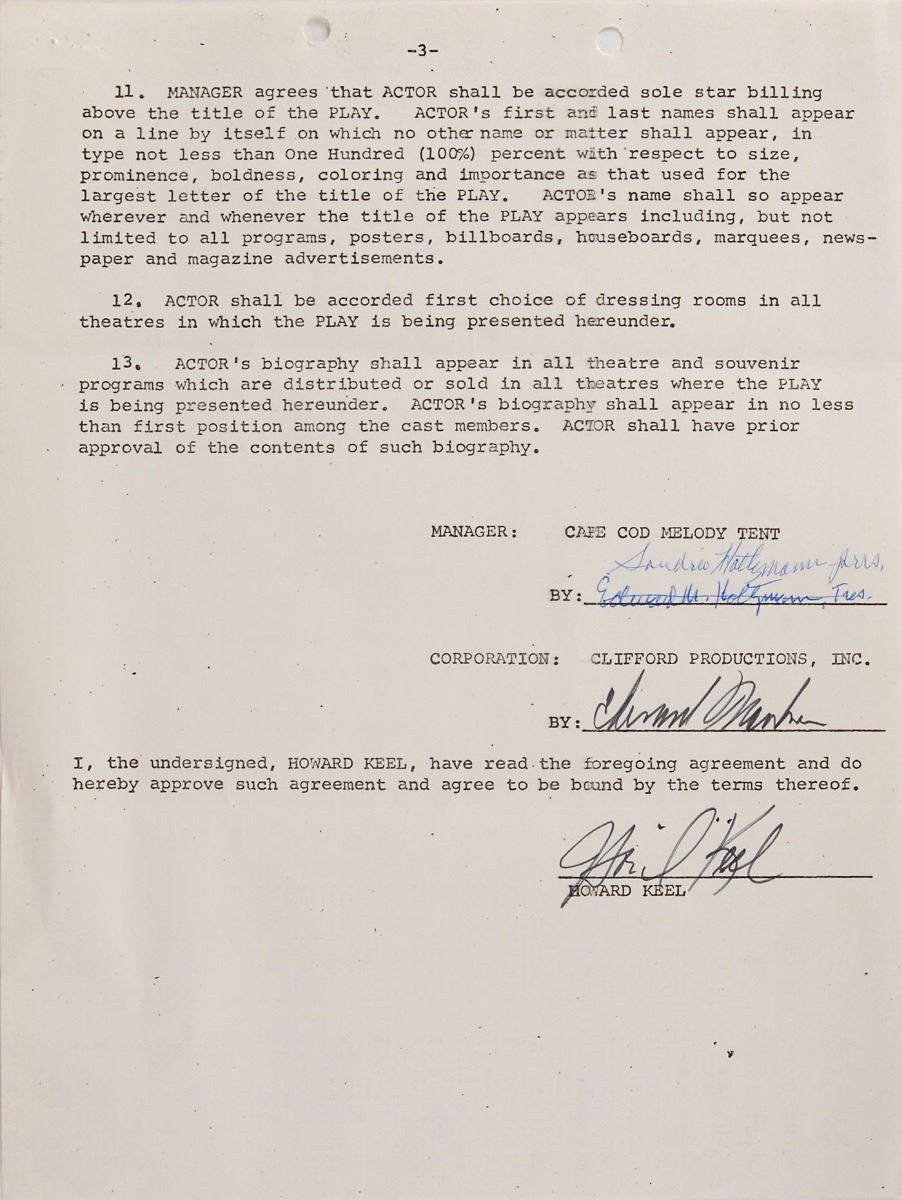 -3-
11. MANAGER agrees that ACTOR shall be accorded sole star billing
above the title of the PLAY. ACTOR's first and last names shall appear
on a line by itself on which no other name or matter shall appear, in
type not less than One Hundred (100%) percent with respect to size,
prominence, boldness, coloring and importance as that used for the
largest letter of the title of the PLAY. ACTOR's name shall so appear
wherever and whenever the title of the PLAY appears including, but not
limited to all programs, posters, billboards, houseboards, marquees, news-
paper and magazine advertisements.
12. ACTOR shall be accorded first choice of dressing rooms in all
theatres in which the PLAY is being presented hereunder.
13. ACTOR's biography shall appear in all theatre and souvenir
programs which are distributed or sold in all theatres where the PLAY
is being presented hereunder. ACTOR's biography shall appear in no less
than first position among the cast members. ACTOR shall have prior
approval of the contents of such biography.
MANAGER: CAPE COD MELODY TENT
Holtzmann
BY: Edward M. Holtzmann, Tres.
CORPORATION: CLIFFORD PRODUCTIONS, INC.
BY:
I, the undersigned, HOWARD KEEL, have read the foregoing agreement and do
hereby approve such agreement and agree to be bound by the terms thereof.
Howard Keel
HOWARD KEEL